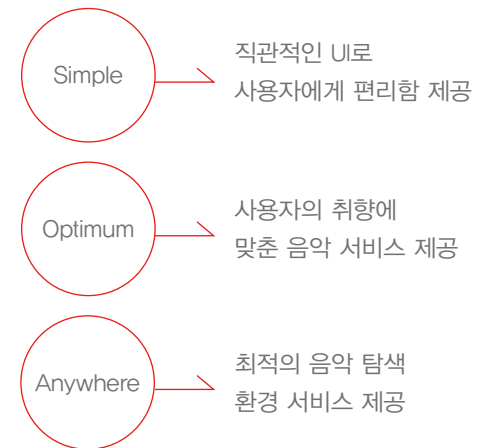 Simple
직관적인 UI로
사용자에게 편리함 제공
Optimum
사용자의 취향에
맞춘 음악 서비스 제공
Anywhere
최적의 음악 탐색
환경 서비스 제공